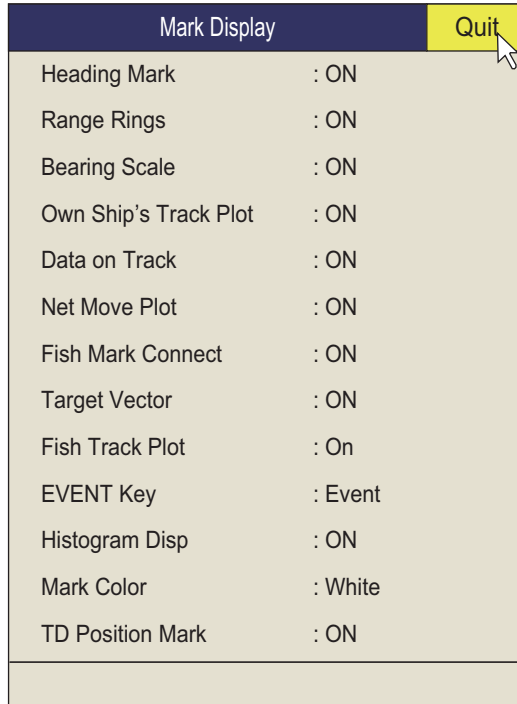 Mark Display Quit
Heading Mark : ON
Range Rings : ON
Bearing Scale : ON
Own Ship's Track Plot : ON
Data on Track : ON
Net Move Plot : ON
Fish Mark Connect : ON
Target Vector : ON
Fish Track Plot : On
EVENT Key : Event
Histogram Disp : ON
Mark Color : White
TD Position Mark : ON